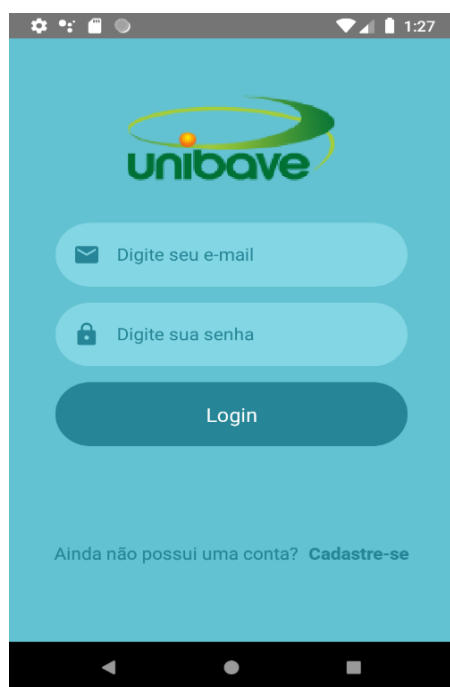 1:27
unibave
Digite seu e-mail
Digite sua senha
Login
Ainda não possui uma conta? Cadastre-se